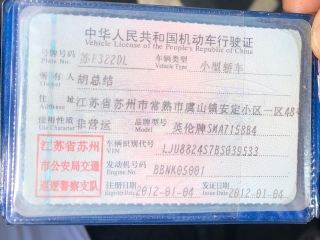 中华人民共和国机动车行驶证
Vehicle License of the People's Republic of China
号牌号码 苏E3Z20L 车辆类型 小型轿车
Plate No. Vehicle Type
所有人 胡总结
Owner
住址 江苏省苏州市常熟市虞山镇安定小区一区48
Address
使用性质 非营运 品牌型号 英伦牌SMA7158B4
Use Character Model
江苏省苏州 车辆识别代号 LJU8824S7BS039533
市公安局交通 VIN
巡逻警察支队 发动机号码 BBNK05001
Engine No.
注册日期 2012-01-04 发证日期 2012-01-04
Register Date Issue Date